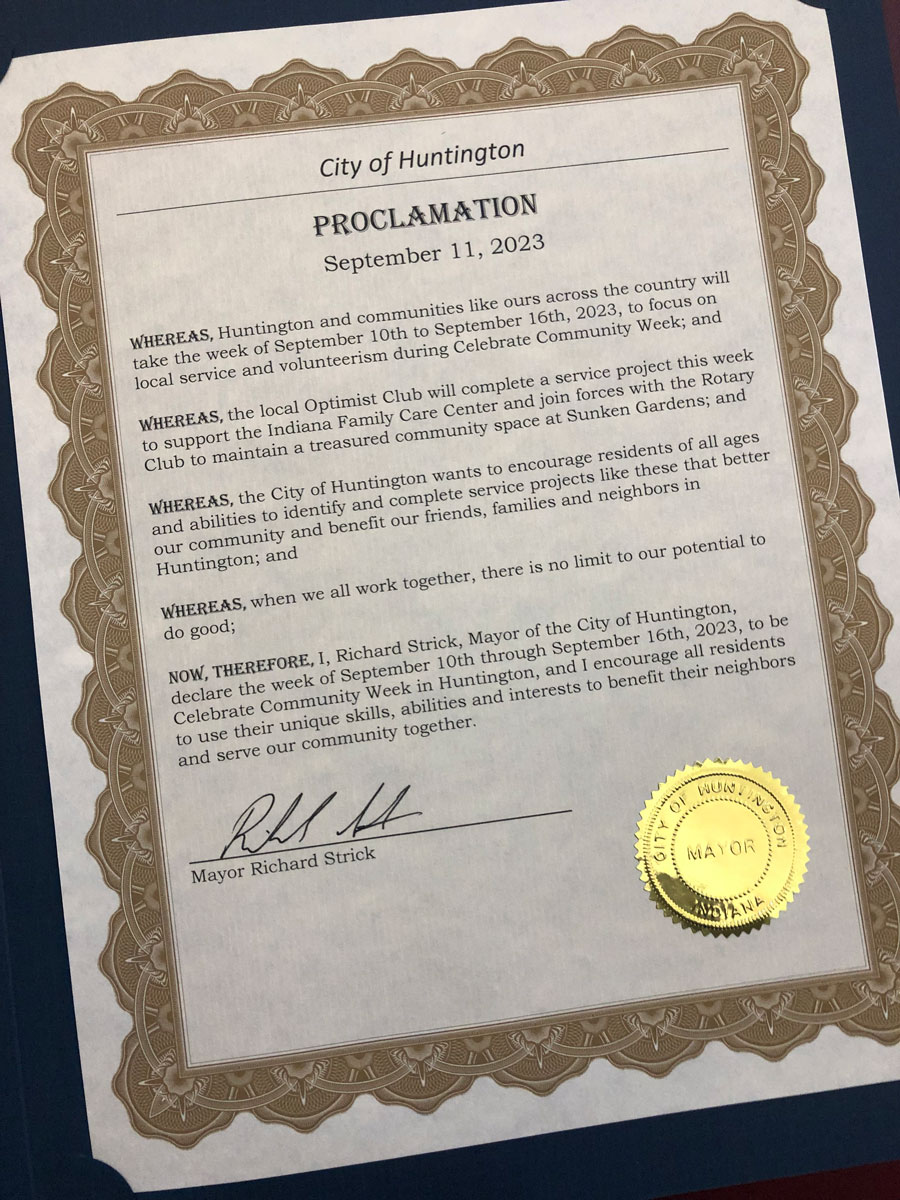 City of Huntington
PROCLAMATION
September 11, 2023
WHEREAS, Huntington and communities like ours across the country will
take the week of September 10th to September 16th, 2023, to focus on
local service and volunteerism during Celebrate Community Week; and
WHEREAS, the local Optimist Club will complete a service project this week
to support the Indiana Family Care Center and join forces with the Rotary
Club to maintain a treasured community space at Sunken Gardens; and
WHEREAS, the City of Huntington wants to encourage residents of all ages
and abilities to identify and complete service projects like these that better
our community and benefit our friends, families and neighbors in
Huntington; and
WHEREAS, when we all work together, there is no limit to our potential to
do good;
NOW, THEREFORE, I, Richard Strick, Mayor of the City of Huntington,
declare the week of September 10th through September 16th, 2023, to be
Celebrate Community Week in Huntington, and I encourage all residents
to use their unique skills, abilities and interests to benefit their neighbors
and serve our community together.
Mayor Richard Strick
CITY OF HUNTINGTON
MAYOR
INDIANA